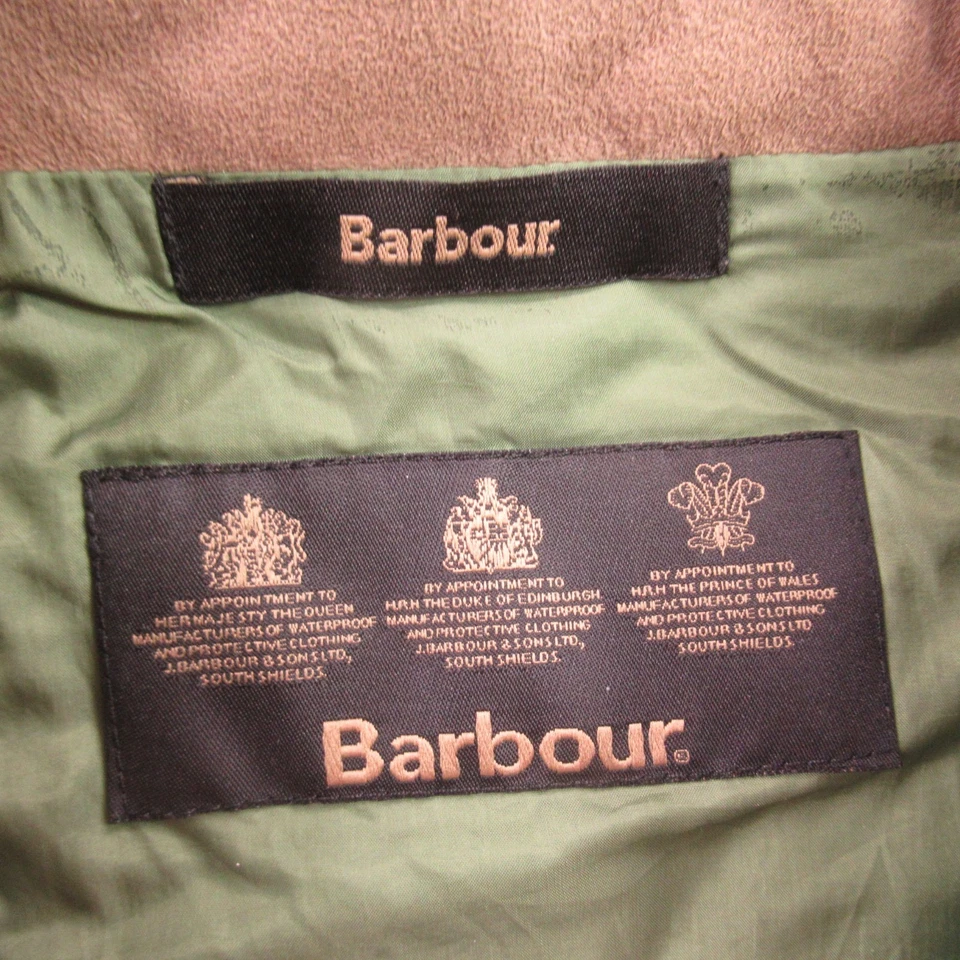 Barbour
BY APPOINTMENT TO
HER MAJESTY THE QUEEN
MANUFACTURERS OF WATERPROOF
AND PROTECTIVE CLOTHING
J.BARBOUR & SONS LTD,
SOUTH SHIELDS.
BY APPOINTMENT TO
H.R.H THE DUKE OF EDINBURGH
MANUFACTURERS OF WATERPROOF
AND PROTECTIVE CLOTHING
J.BARBOUR & SONS LTD,
SOUTH SHIELDS.
BY APPOINTMENT TO
H.R.H THE PRINCE OF WALES
MANUFACTURERS OF WATERPROOF
AND PROTECTIVE CLOTHING
J.BARBOUR & SONS LTD
SOUTH SHIELDS.
Barbour®